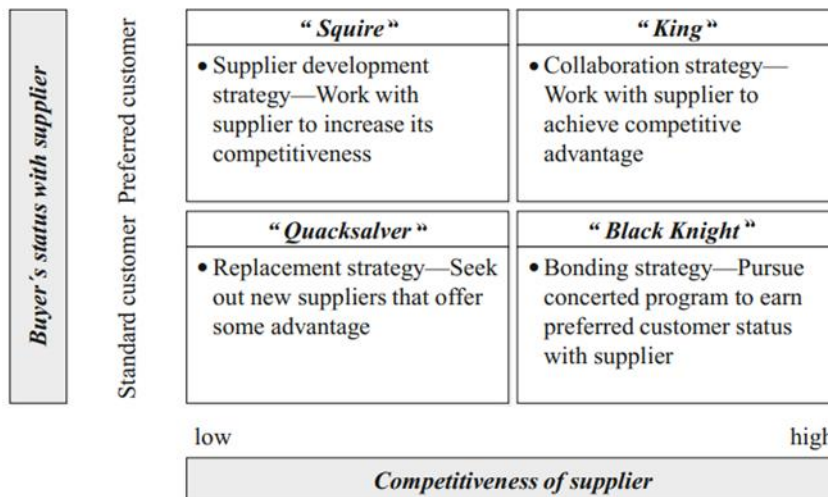 “ Squire ”
• Supplier development
strategy—Work with
supplier to increase its
competitiveness
“ King ”
• Collaboration strategy—
Work with supplier to
achieve competitive
advantage
“ Quacksalver ”
• Replacement strategy—Seek
out new suppliers that offer
some advantage
“ Black Knight ”
• Bonding strategy—Pursue
concerted program to earn
preferred customer status
with supplier
Buyer´s status with supplier
Preferred customer
Standard customer
low
high
Competitiveness of supplier